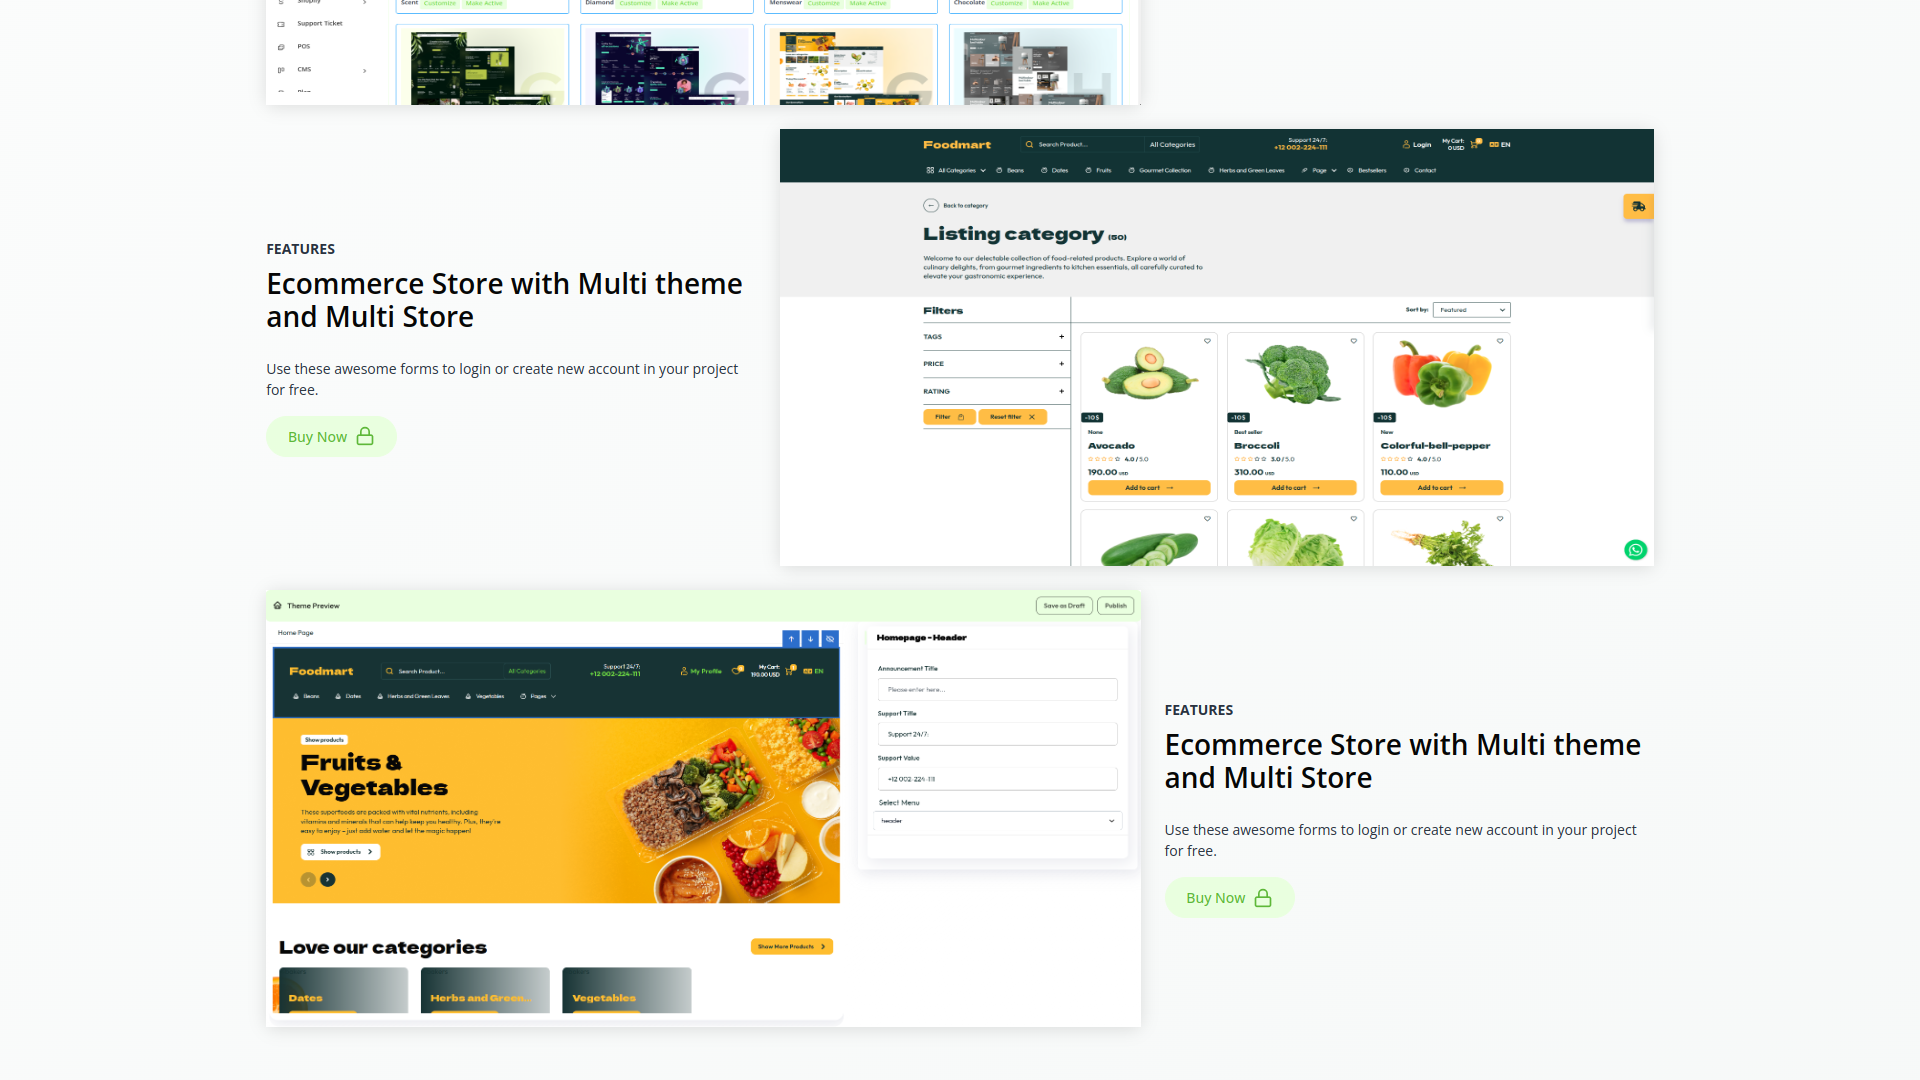 Shopify
Support Ticket
POS
CMS
Scent Customize Make Active
Diamond Customize Make Active
Menswear Customize Make Active
Chocolate Customize Make Active
FEATURES
Ecommerce Store with Multi theme
and Multi Store
Use these awesome forms to login or create new account in your project
for free.
Buy Now
Foodmart
Search Product...
All Categories
Support 24/7:
+12 002-224-111
Login
My Cart:
0 USD
0
EN
All Categories
Beans
Dates
Fruits
Gourmet Collection
Herbs and Green Leaves
Page
Bestsellers
Contact
Back to category
Listing category (50)
Welcome to our delectable collection of food-related products. Explore a world of
culinary delights, from gourmet ingredients to kitchen essentials, all carefully curated to
elevate your gastronomic experience.
Filters
Sort by: Featured
TAGS +
PRICE +
RATING +
Filter
Reset filter
-10$
None
Avocado
4.0 / 5.0
190.00 USD
Add to cart
-10$
Best seller
Broccoli
3.0 / 5.0
310.00 USD
Add to cart
-10$
New
Colorful-bell-pepper
4.0 / 5.0
110.00 USD
Add to cart
Theme Preview
Save as Draft
Publish
Home Page
Foodmart
Search Product...
All Categories
Support 24/7:
+12 002-224-111
My Profile
My Cart:
190.00 USD
EN
Beans
Dates
Herbs and Green Leaves
Vegetables
Pages
Show products
Fruits &
Vegetables
These superfoods are packed with vital nutrients, including
vitamins and minerals that can help keep you healthy. Plus, they're
easy to enjoy – just add water and let the magic happen!
Show products
Love our categories
Show More Products
Dates
Herbs and Green...
Vegetables
Homepage - Header
Announcement Title
Please enter here...
Support Title
Support 24/7:
Support Value
+12 002-224-111
Select Menu
header
FEATURES
Ecommerce Store with Multi theme
and Multi Store
Use these awesome forms to login or create new account in your project
for free.
Buy Now